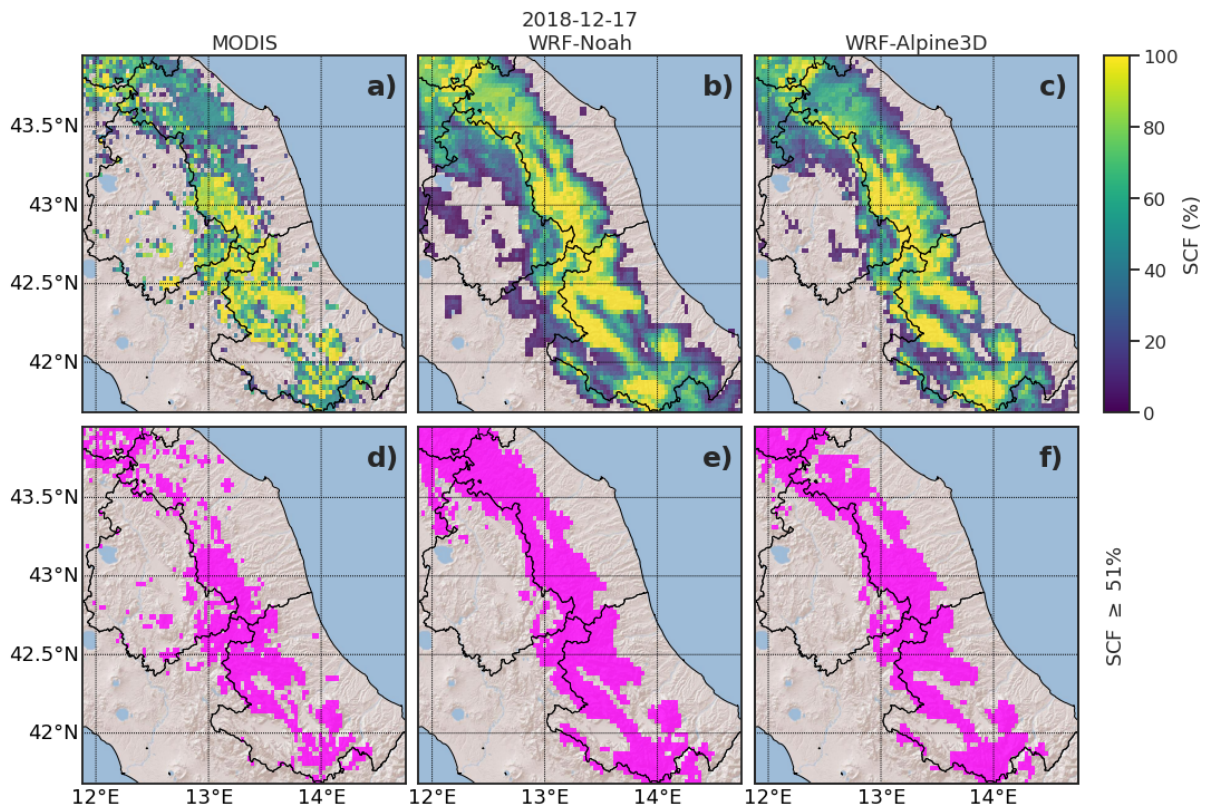 2018-12-17
MODIS
WRF-Noah
WRF-Alpine3D
a)
b)
c)
43.5°N
43°N
42.5°N
42°N
100
80
60
40
20
0
SCF (%)
d)
e)
f)
43.5°N
43°N
42.5°N
42°N
SCF ≥ 51%
12°E
13°E
14°E
12°E
13°E
14°E
12°E
13°E
14°E